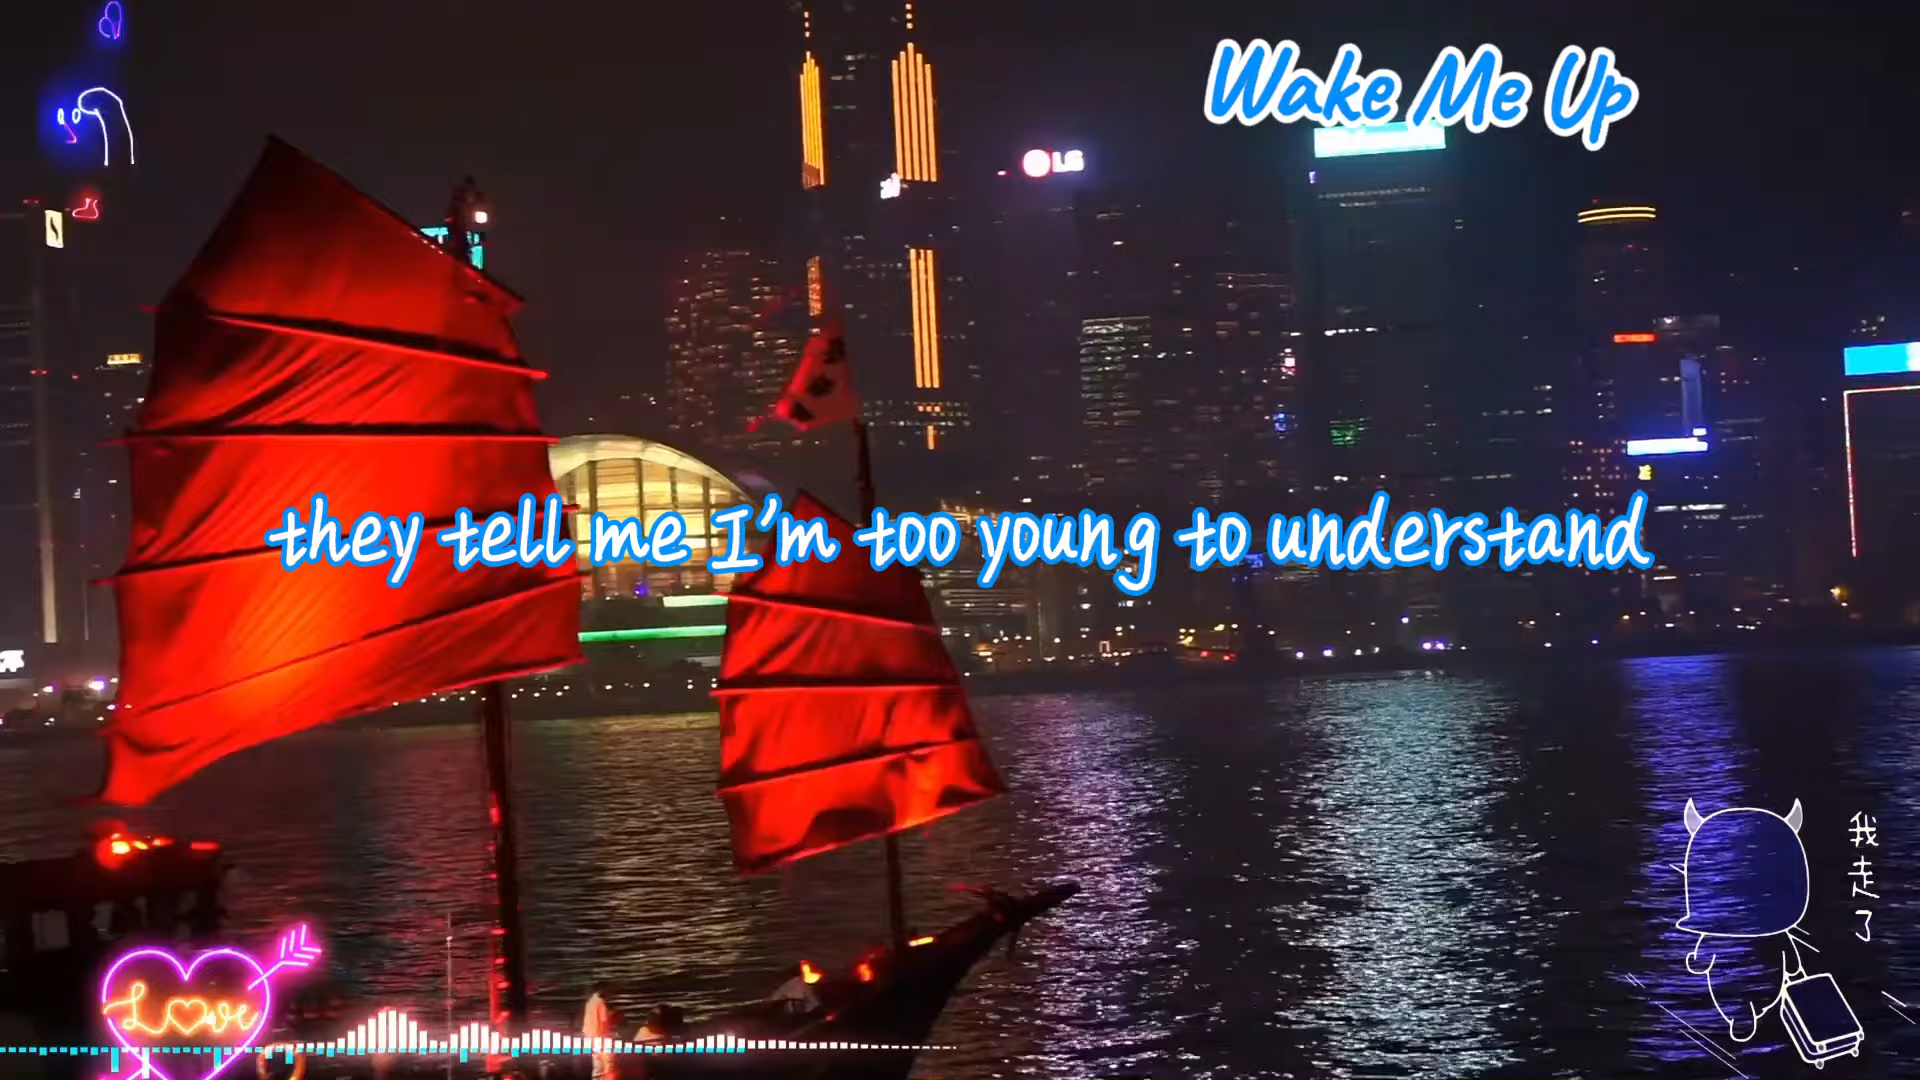 Wake Me Up
LG
they tell me I'm too young to understand
我走了
Love